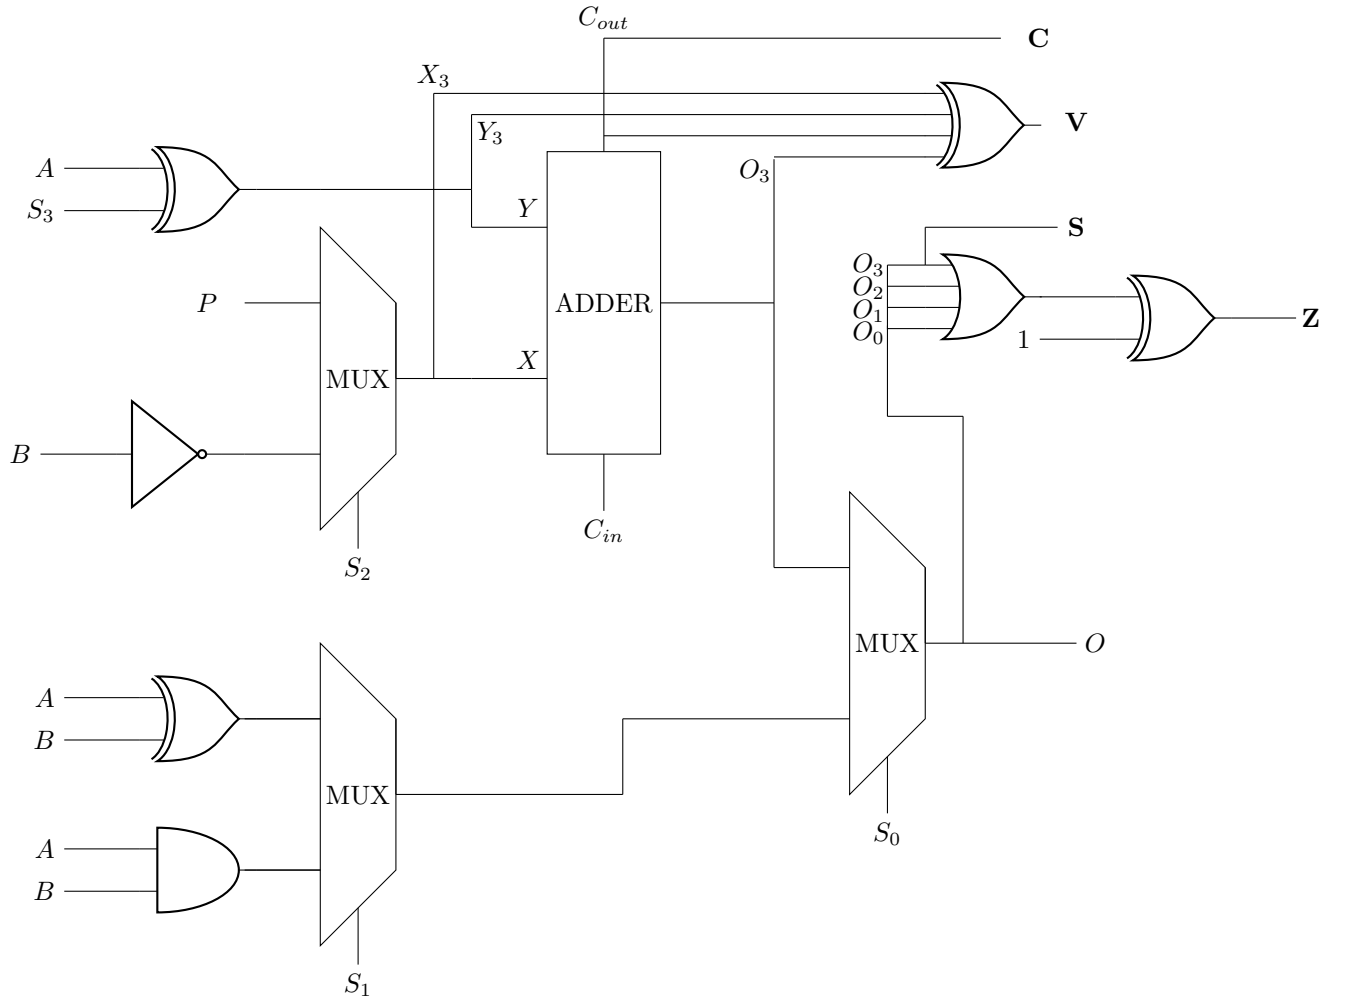 C_out
C
X_3
V
Y_3
A
O_3
S_3
Y
S
O_3
O_2
P
ADDER
O_1
Z
O_0
1
X
MUX
B
C_in
S_2
MUX
O
A
B
MUX
S_0
A
B
S_1